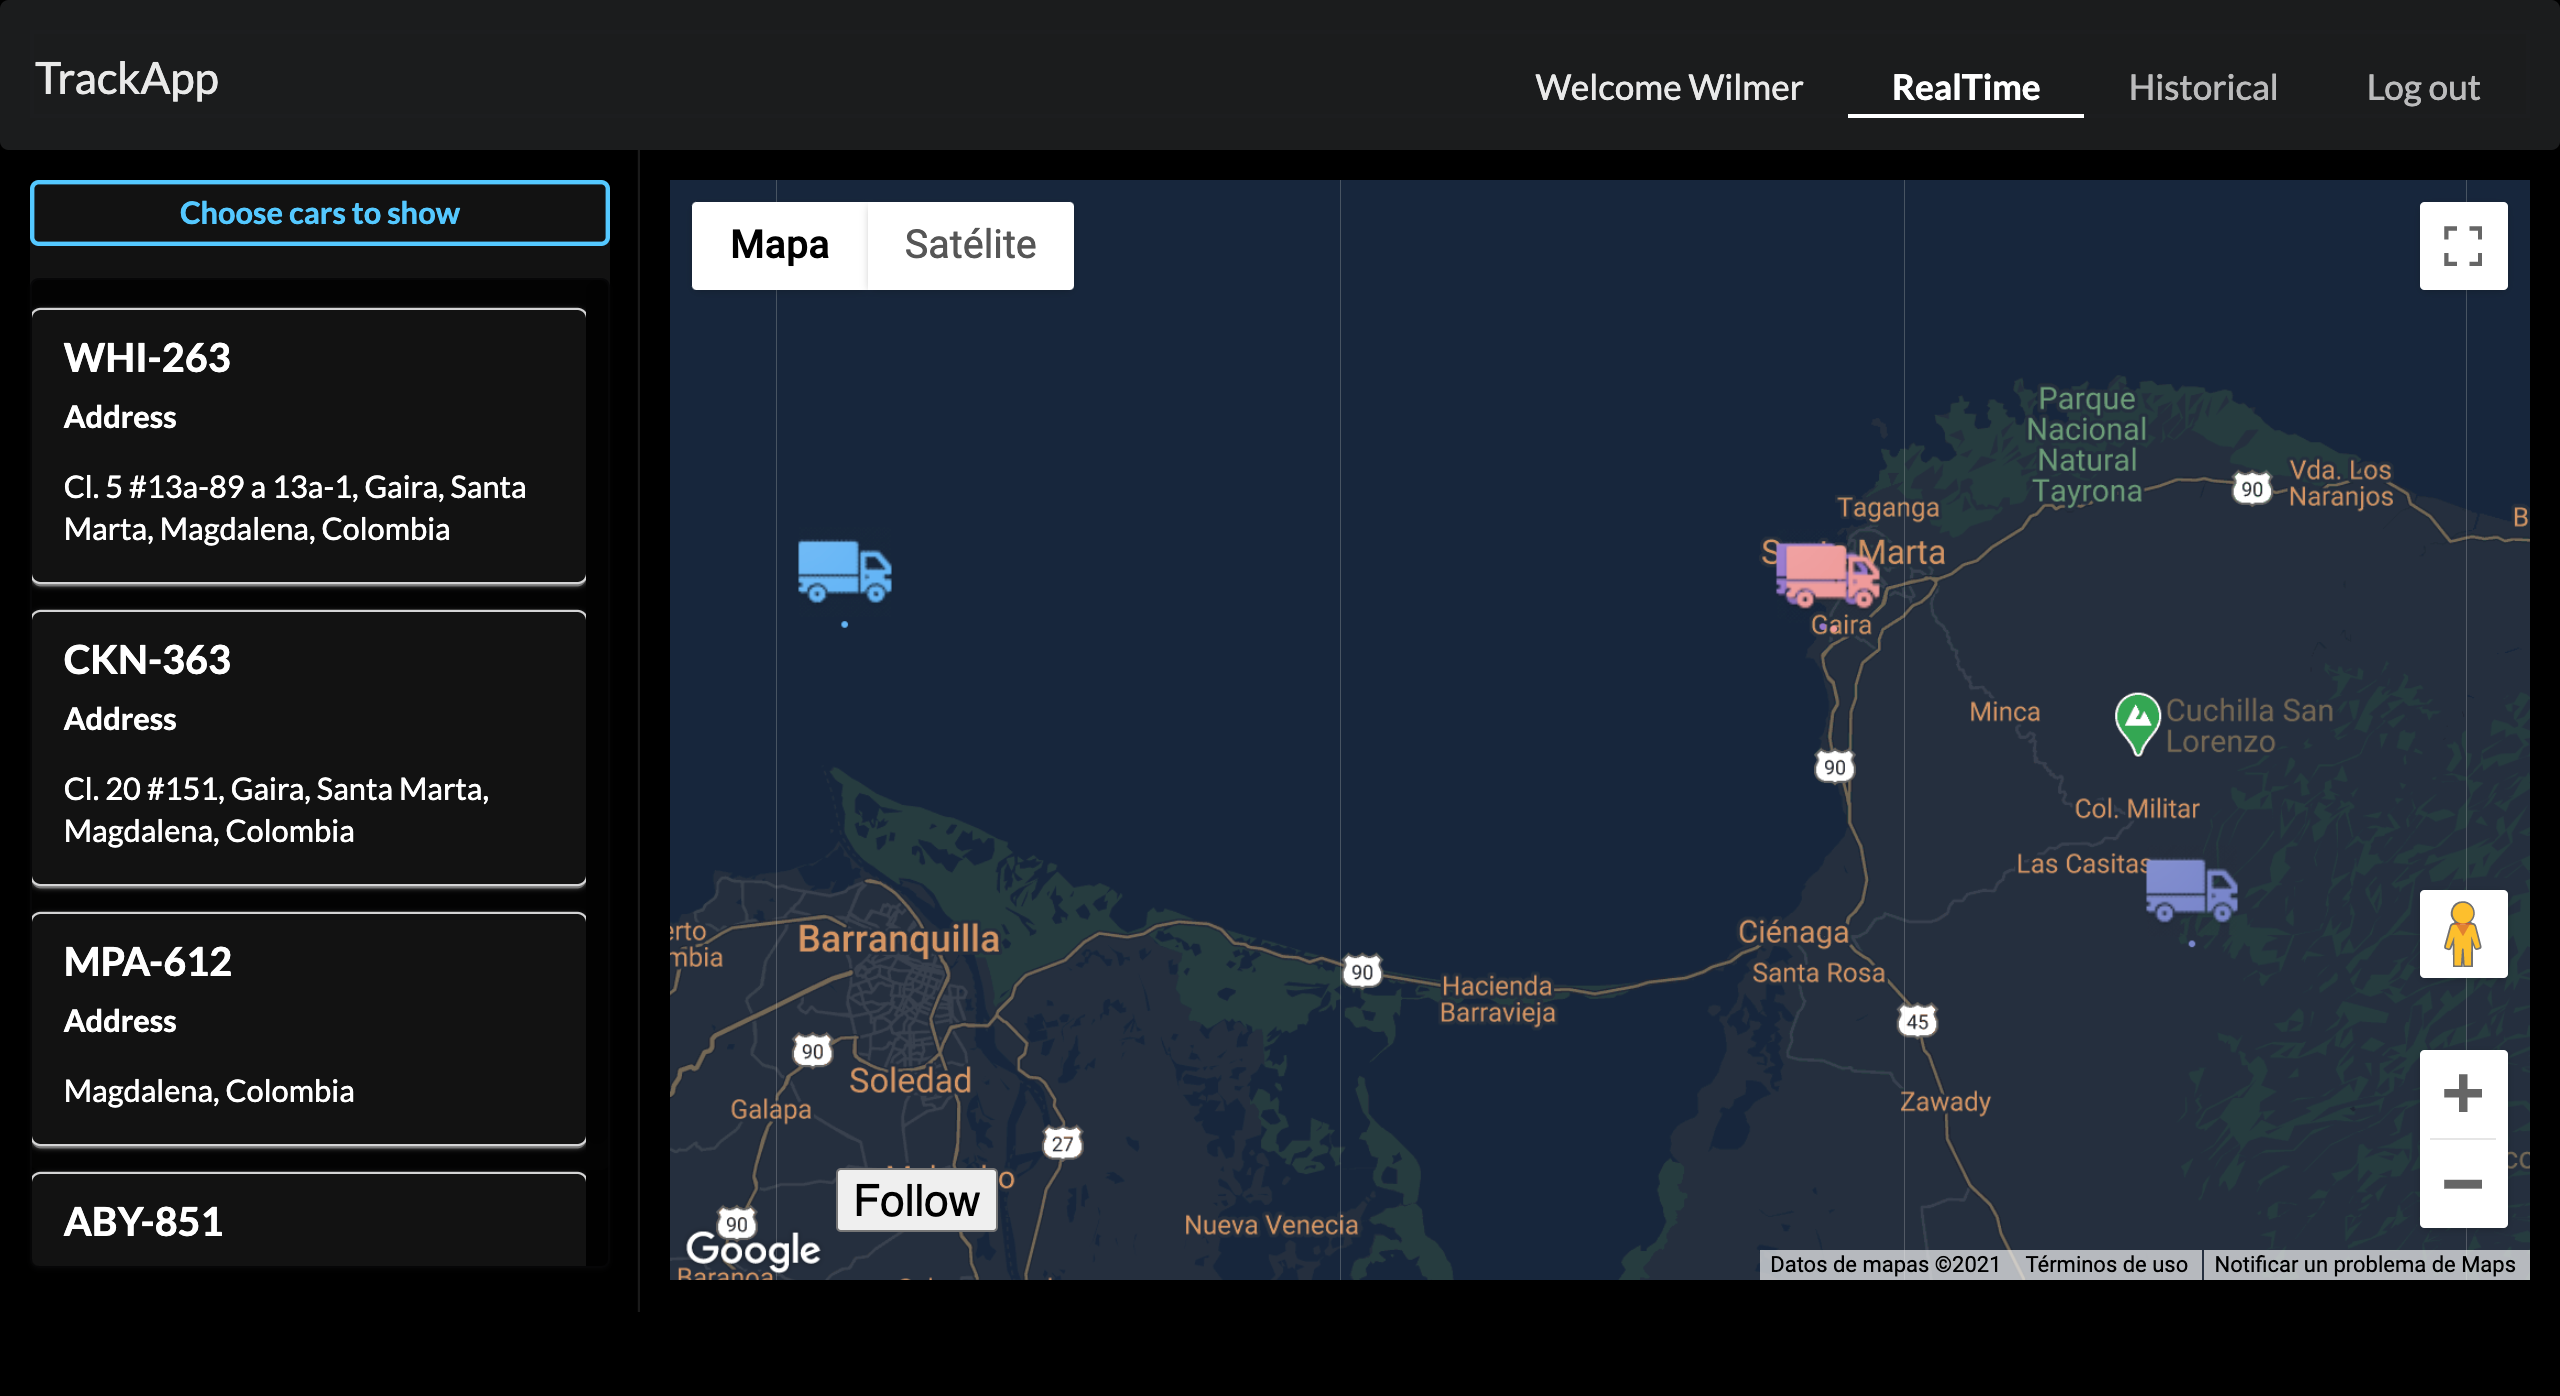 TrackApp
Welcome Wilmer
RealTime
Historical
Log out
Choose cars to show
WHI-263
Address
Cl. 5 #13a-89 a 13a-1, Gaira, Santa
Marta, Magdalena, Colombia
CKN-363
Address
Cl. 20 #151, Gaira, Santa Marta,
Magdalena, Colombia
MPA-612
Address
Magdalena, Colombia
ABY-851
Mapa
Satélite
Parque
Nacional
Natural
Tayrona
90
Vda. Los
Naranjos
Taganga
Marta
Gaira
Minca
Cuchilla San
Lorenzo
90
Col. Militar
Las Casitas
Barranquilla
Ciénaga
Santa Rosa
90
Hacienda
Barravieja
45
90
Soledad
Galapa
27
Zawady
Follow
90
Nueva Venecia
Google
Baranoa
Datos de mapas ©2021
Términos de uso
Notificar un problema de Maps